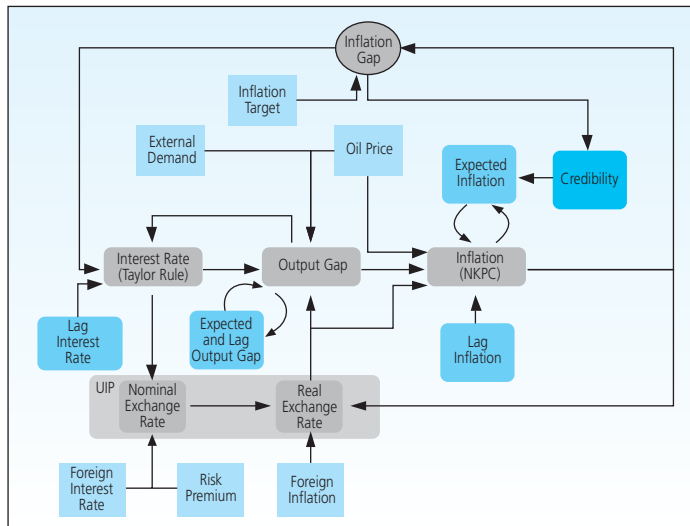 Inflation
Gap
Inflation
Target
External
Demand
Oil Price
Expected
Inflation
Credibility
Interest Rate
(Taylor Rule)
Output Gap
Inflation
(NKPC)
Lag
Interest
Rate
Expected
and Lag
Output Gap
Lag
Inflation
UIP
Nominal
Exchange
Rate
Real
Exchange
Rate
Foreign
Interest
Rate
Risk
Premium
Foreign
Inflation